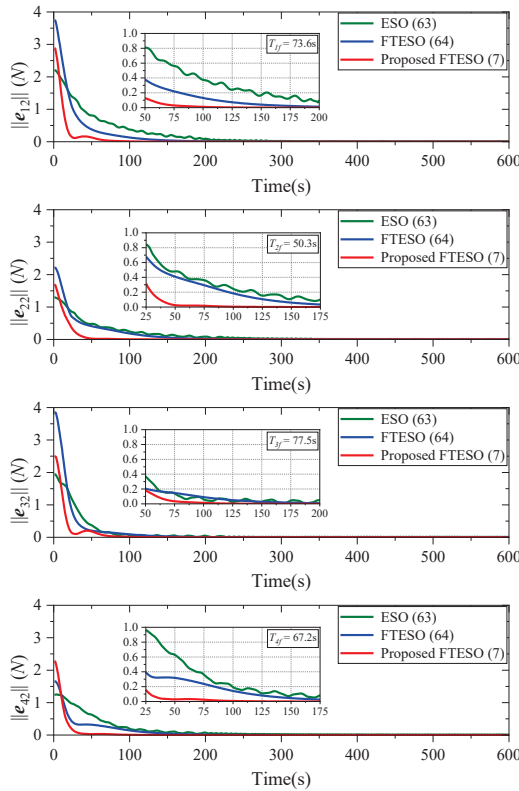 ||e12|| (N)
4
3
2
1
0
ESO (63)
FTESO (64)
Proposed FTESO (7)
T1f = 73.6s
1.0
0.8
0.6
0.4
0.2
0.0
50 75 100 125 150 175 200
0 100 200 300 400 500 600
Time(s)
||e22|| (N)
4
3
2
1
0
ESO (63)
FTESO (64)
Proposed FTESO (7)
T2f = 50.3s
1.0
0.8
0.6
0.4
0.2
0.0
25 50 75 100 125 150 175
0 100 200 300 400 500 600
Time(s)
||e32|| (N)
4
3
2
1
0
ESO (63)
FTESO (64)
Proposed FTESO (7)
T3f = 77.5s
1.0
0.8
0.6
0.4
0.2
0.0
50 75 100 125 150 175 200
0 100 200 300 400 500 600
Time(s)
||e42|| (N)
4
3
2
1
0
ESO (63)
FTESO (64)
Proposed FTESO (7)
T4f = 67.2s
1.0
0.8
0.6
0.4
0.2
0.0
25 50 75 100 125 150 175
0 100 200 300 400 500 600
Time(s)